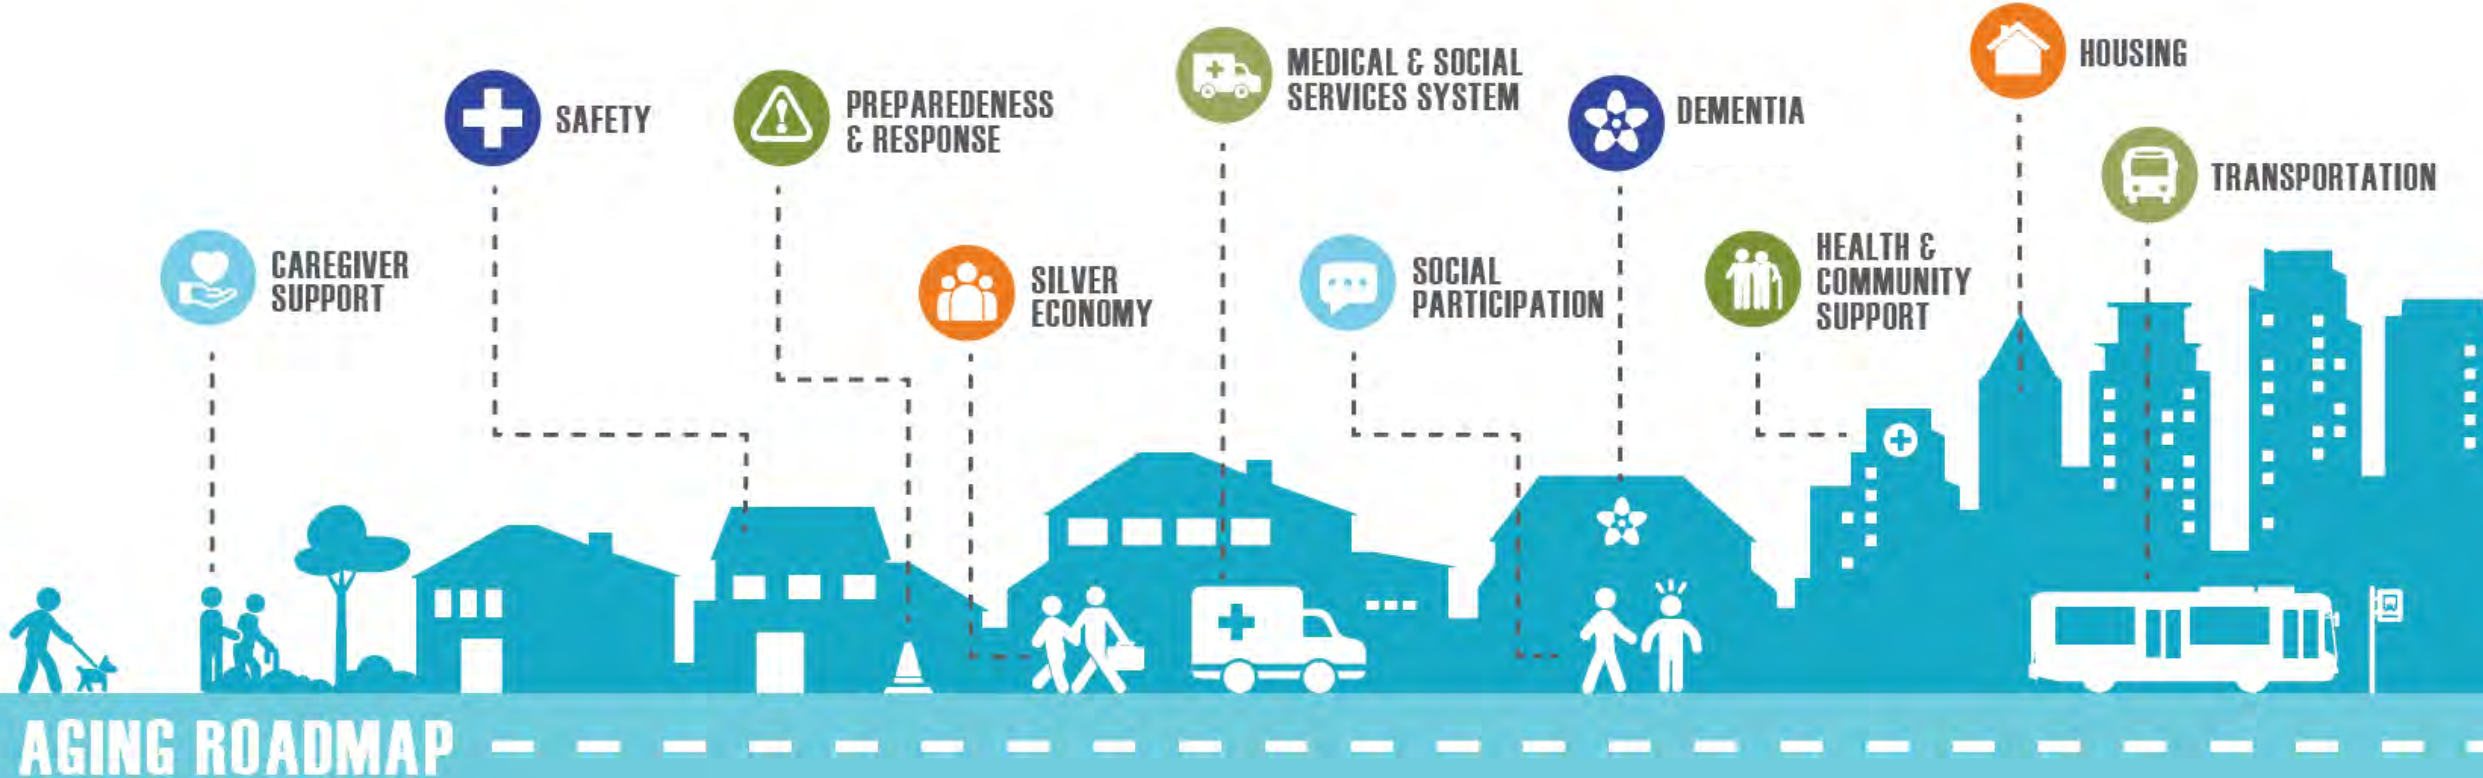 CAREGIVER
SUPPORT
SAFETY
PREPAREDENESS
& RESPONSE
SILVER
ECONOMY
MEDICAL & SOCIAL
SERVICES SYSTEM
SOCIAL
PARTICIPATION
DEMENTIA
HEALTH &
COMMUNITY
SUPPORT
HOUSING
TRANSPORTATION
AGING ROADMAP